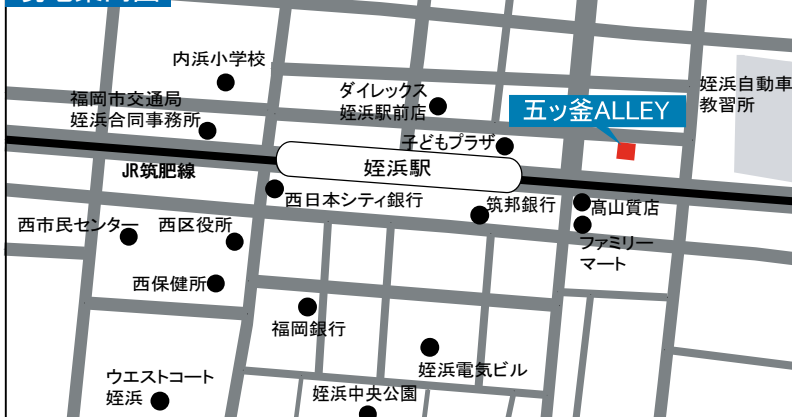 現地案内図
内浜小学校
ダイレックス
姪浜駅前店
姪浜自動車
教習所
福岡市交通局
姪浜合同事務所
五ッ釜ALLEY
子どもプラザ
JR筑肥線
姪浜駅
西日本シティ銀行
筑邦銀行
髙山質店
西市民センター
西区役所
ファミリー
マート
西保健所
福岡銀行
姪浜電気ビル
ウエストコート
姪浜
姪浜中央公園